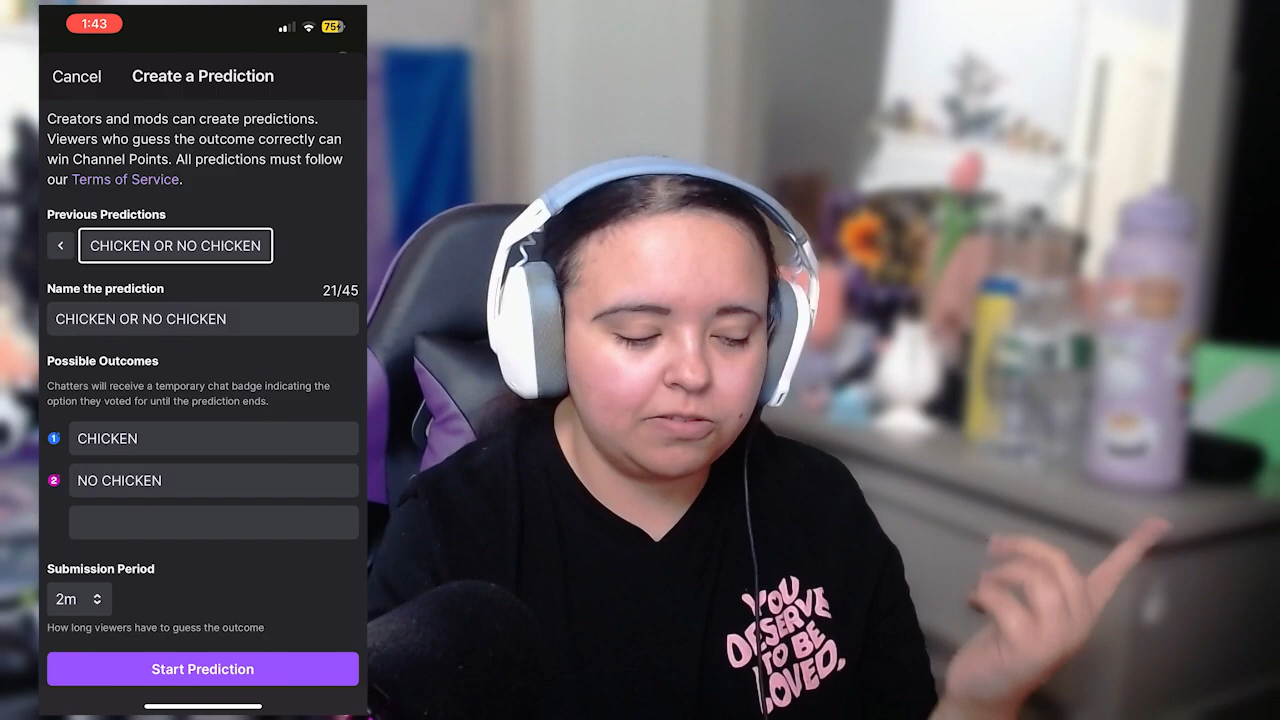 1:43
75
Cancel
Create a Prediction
Creators and mods can create predictions.
Viewers who guess the outcome correctly can
win Channel Points. All predictions must follow
our Terms of Service.
Previous Predictions
CHICKEN OR NO CHICKEN
Name the prediction
21/45
CHICKEN OR NO CHICKEN
Possible Outcomes
Chatters will receive a temporary chat badge indicating the
option they voted for until the prediction ends.
1 CHICKEN
2 NO CHICKEN
Submission Period
2m
How long viewers have to guess the outcome
Start Prediction
YOU
DESERVE
TO BE
LOVED.